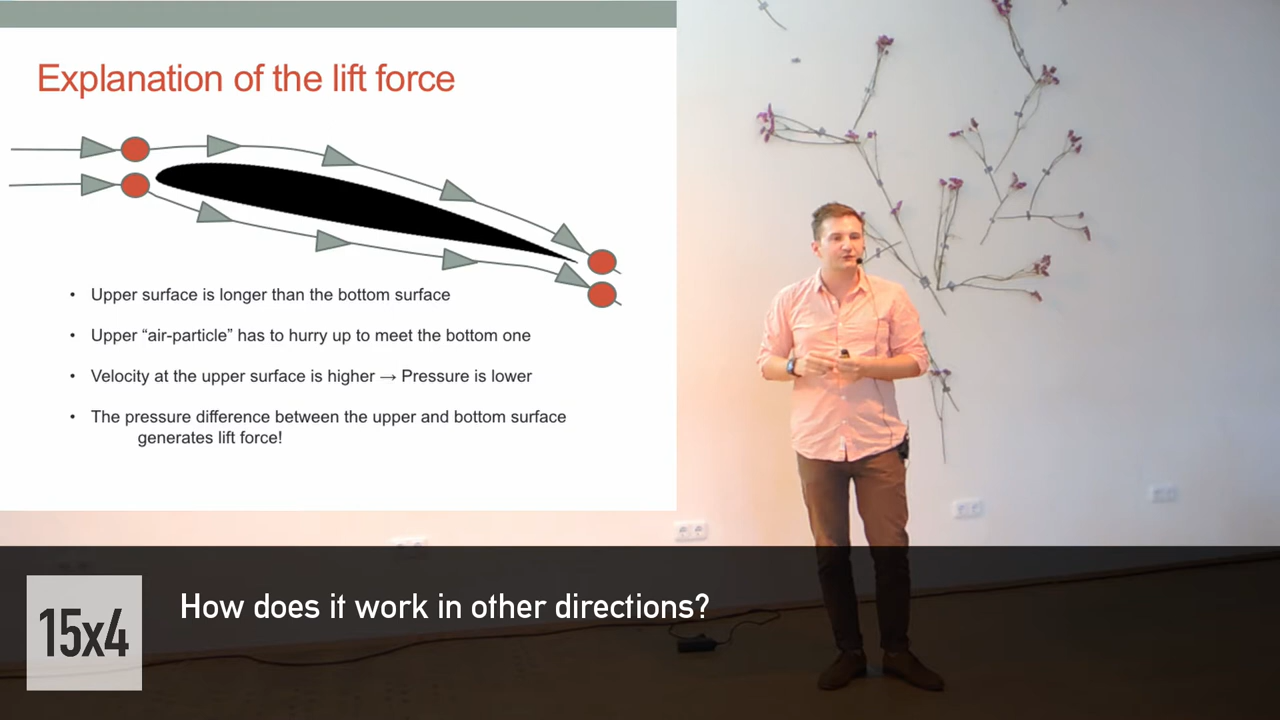 Explanation of the lift force
• Upper surface is longer than the bottom surface
• Upper “air-particle” has to hurry up to meet the bottom one
• Velocity at the upper surface is higher → Pressure is lower
• The pressure difference between the upper and bottom surface
generates lift force!
15x4
How does it work in other directions?